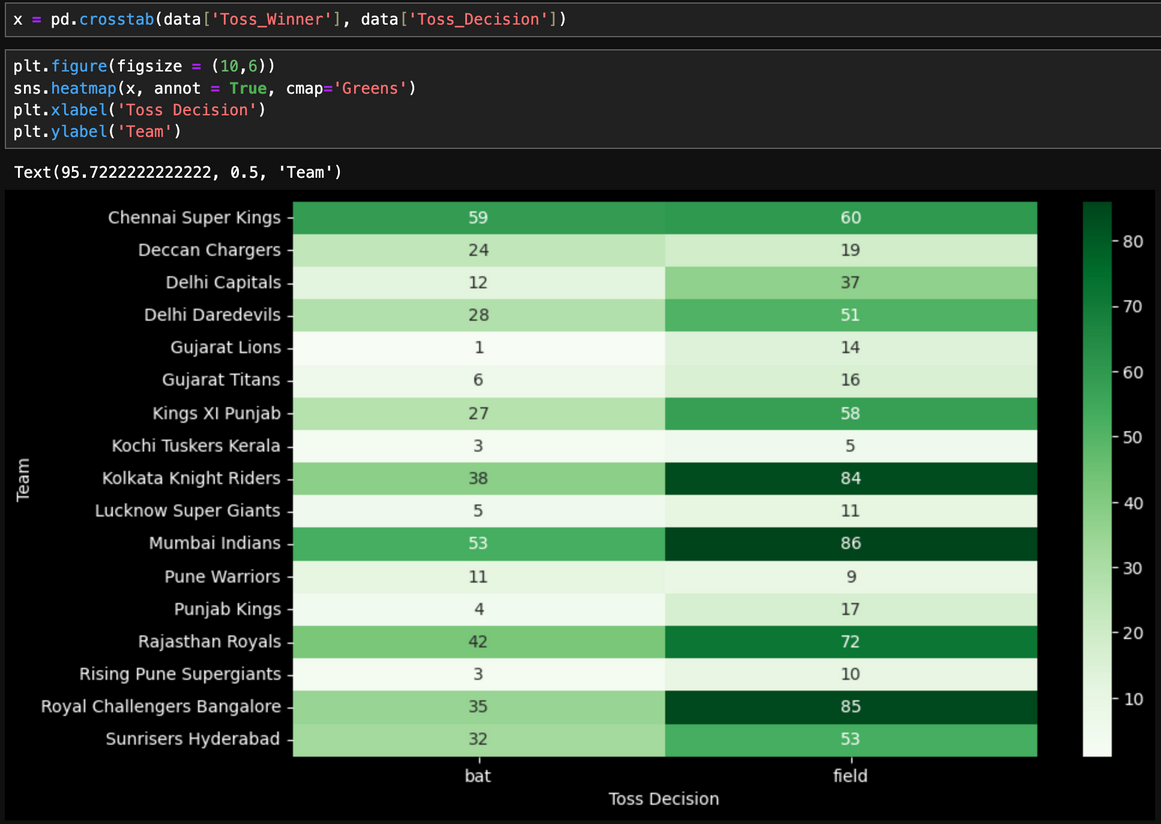 x = pd.crosstab(data['Toss_Winner'], data['Toss_Decision'])
plt.figure(figsize = (10,6))
sns.heatmap(x, annot = True, cmap='Greens')
plt.xlabel('Toss Decision')
plt.ylabel('Team')
Text(95.7222222222222, 0.5, 'Team')
Chennai Super Kings 59 60
Deccan Chargers 24 19
Delhi Capitals 12 37
Delhi Daredevils 28 51
Gujarat Lions 1 14
Gujarat Titans 6 16
Kings XI Punjab 27 58
Kochi Tuskers Kerala 3 5
Kolkata Knight Riders 38 84
Lucknow Super Giants 5 11
Mumbai Indians 53 86
Pune Warriors 11 9
Punjab Kings 4 17
Rajasthan Royals 42 72
Rising Pune Supergiants 3 10
Royal Challengers Bangalore 35 85
Sunrisers Hyderabad 32 53
bat field
Toss Decision
Team
80
70
60
50
40
30
20
10